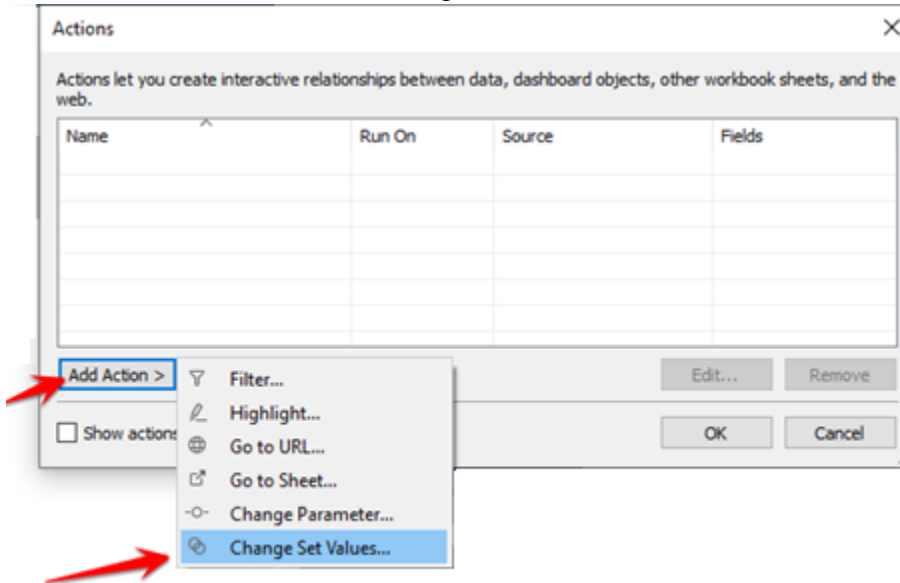 Actions
Actions let you create interactive relationships between data, dashboard objects, other workbook sheets, and the
web.
Name Run On Source Fields
Add Action > Edit... Remove
Filter...
Highlight...
Show actions OK Cancel
Go to URL...
Go to Sheet...
Change Parameter...
Change Set Values...